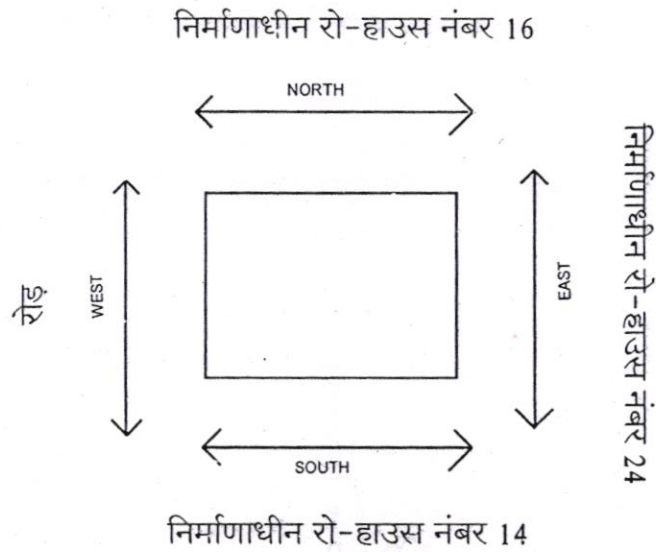 निर्माणाधीन रो-हाउस नंबर 16
NORTH
रोड़
WEST
EAST
निर्माणाधीन रो-हाउस नंबर 24
SOUTH
निर्माणाधीन रो-हाउस नंबर 14